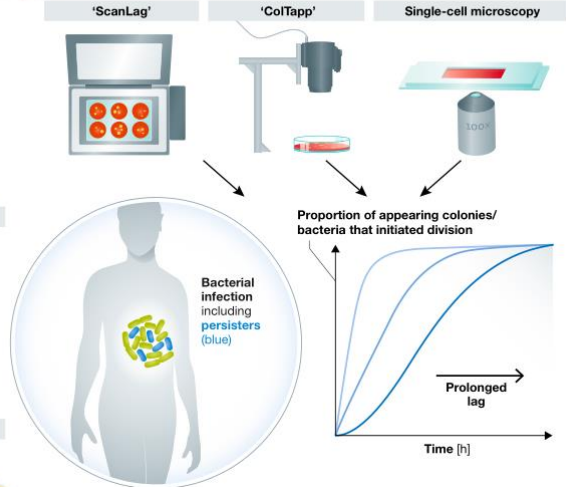 'ScanLag'
'ColTapp'
Single-cell microscopy
100x
Proportion of appearing colonies/
bacteria that initiated division
Bacterial
infection
including
persisters
(blue)
Prolonged
lag
Time [h]